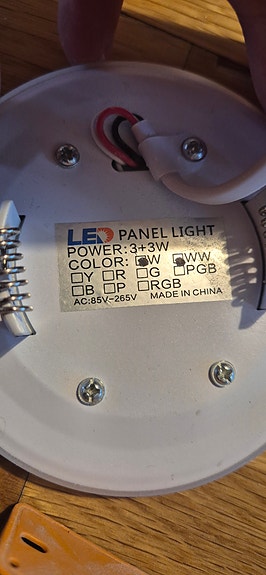 LED PANEL LIGHT
POWER:3+3W
COLOR: W WW
Y R G PGB
B P RGB
AC:85V-265V MADE IN CHINA